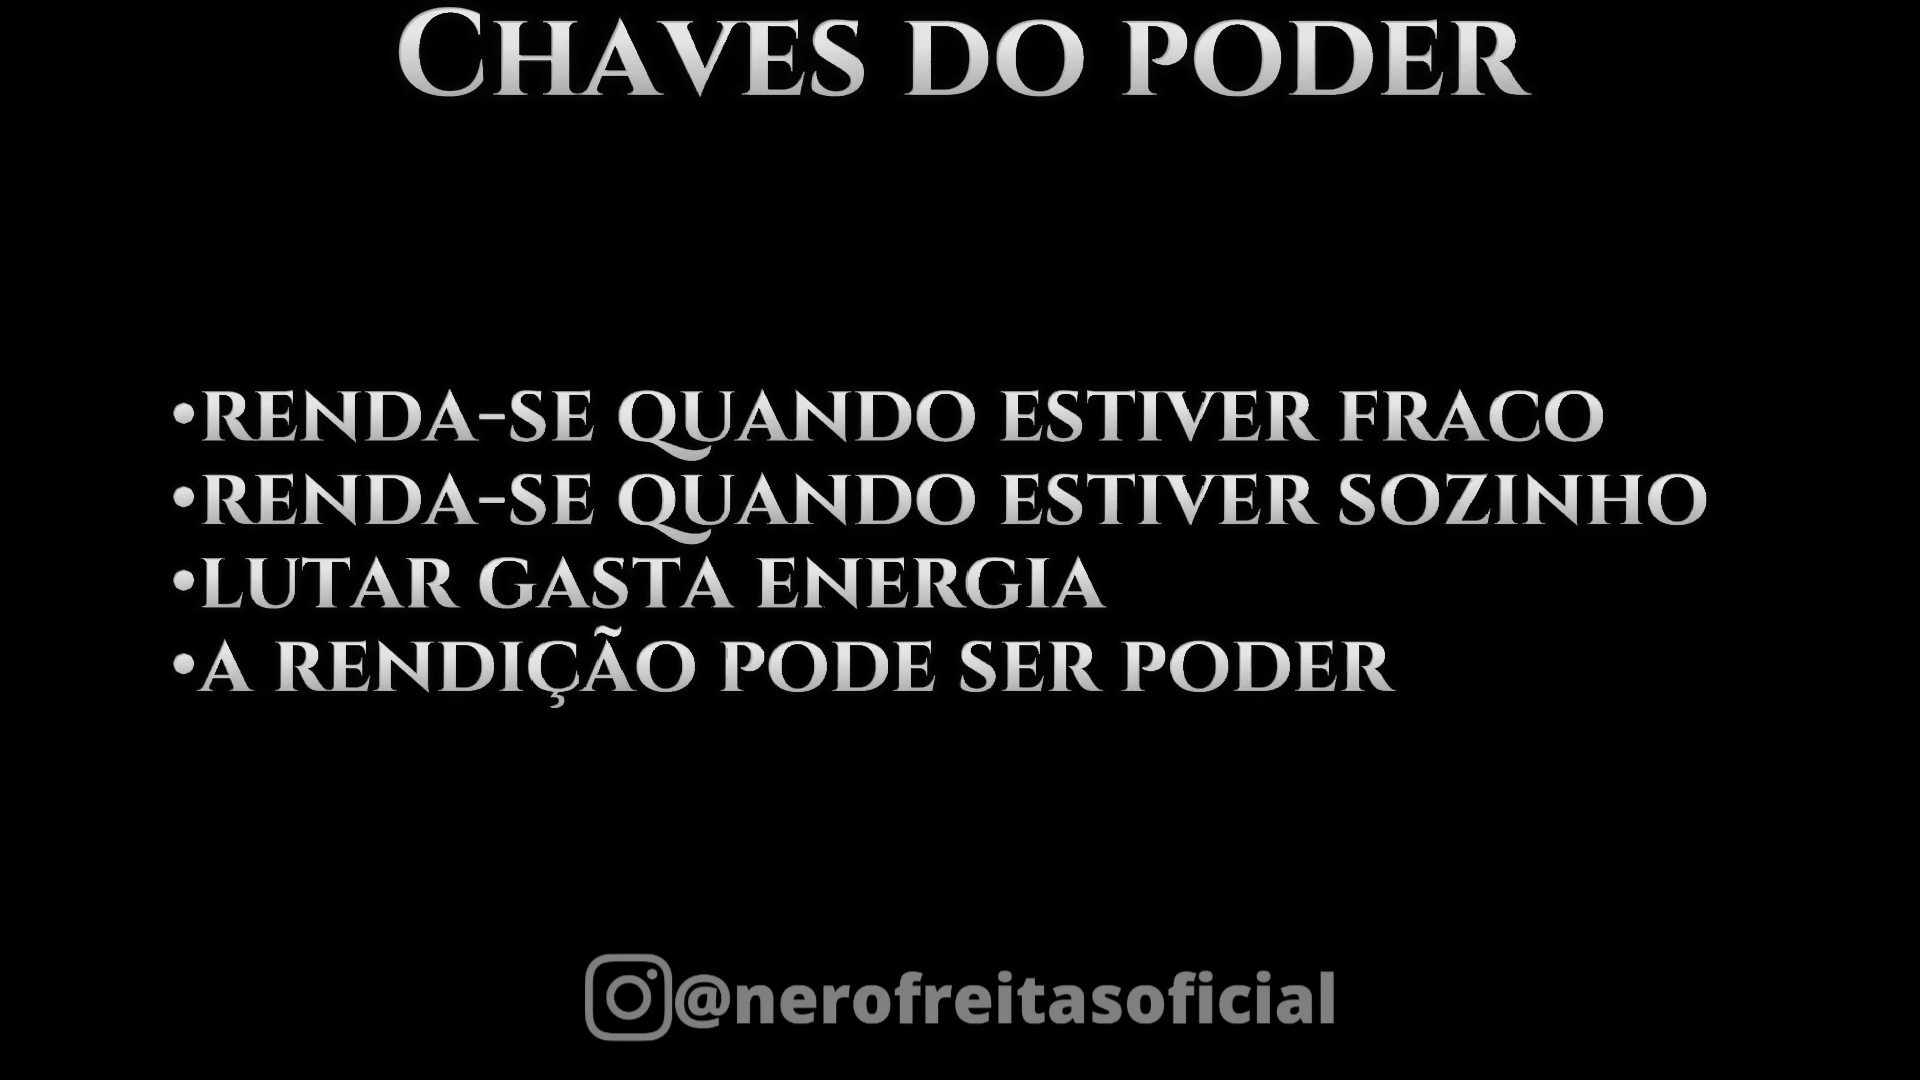 Chaves do poder
•renda-se quando estiver fraco
•renda-se quando estiver sozinho
•lutar gasta energia
•a rendição pode ser poder
@nerofreitasoficial